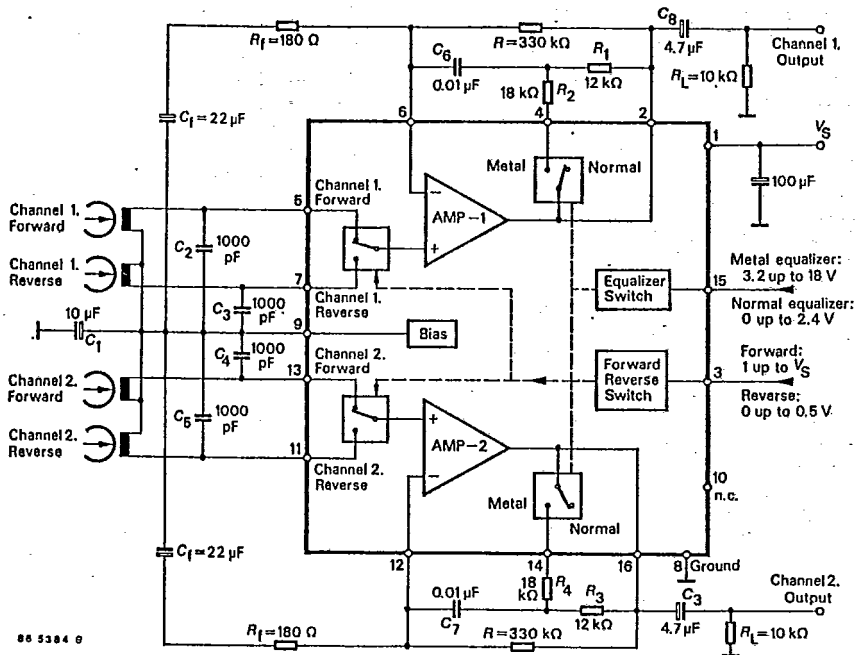 C8
Rf=180 Ω
R=330 kΩ
4.7 µF
Channel 1.
Output
C6
R1
0.01 µF
12 kΩ
18 kΩ
R2
RL=10 kΩ
Cf=22 µF
6
4
2
1
VS
Metal
Normal
100 µF
Channel 1.
Forward
5
Channel 1.
Forward
AMP-1
C2
1000
pF
Channel 1.
Reverse
7
Channel 1.
Reverse
C3
1000
pF
Equalizer
Switch
15
Metal equalizer:
3.2 up to 18 V
Normal equalizer:
0 up to 2.4 V
10 µF
C1
9
Bias
C4
1000
pF
Channel 2.
Forward
13
Channel 2.
Forward
Forward
Reverse
Switch
3
Forward:
1 up to VS
Reverse:
0 up to 0.5 V
C5
1000
pF
Channel 2.
Reverse
11
Channel 2.
Reverse
AMP-2
10
n.c.
Metal
Normal
Cf=22 µF
12
14
16
8
Ground
18
kΩ
R4
R3
C3
Channel 2.
Output
0.01 µF
C7
12 kΩ
4.7 µF
Rf=180 Ω
R=330 kΩ
RL=10 kΩ
86 5384 θ